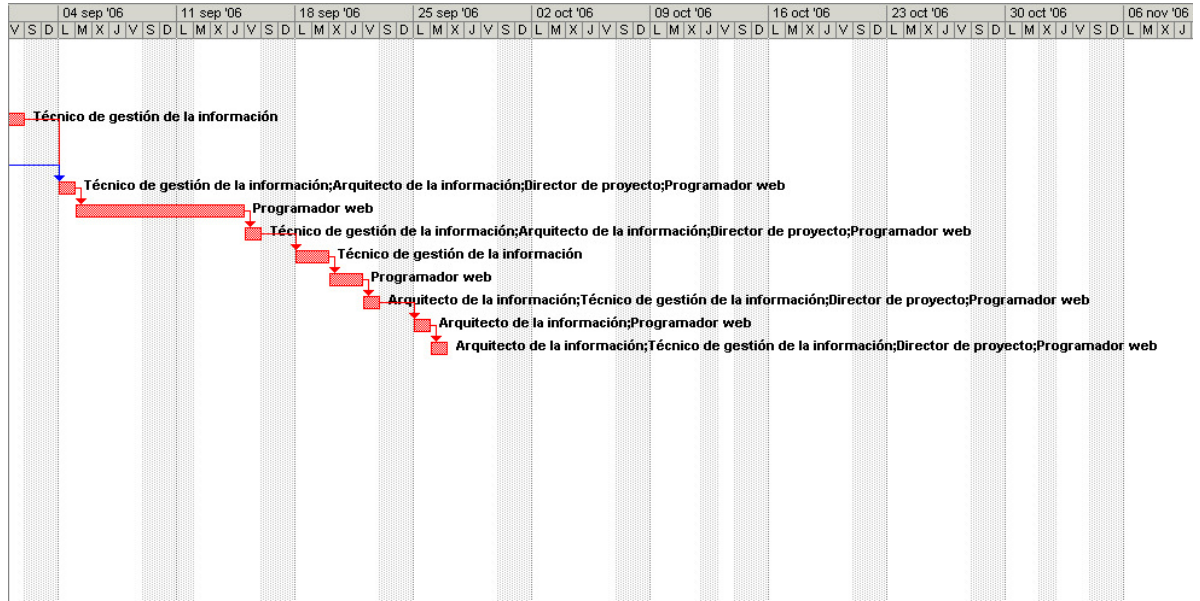 04 sep '06 11 sep '06 18 sep '06 25 sep '06 02 oct '06 09 oct '06 16 oct '06 23 oct '06 30 oct '06 06 nov '06
V S D L M X J V S D L M X J V S D L M X J V S D L M X J V S D L M X J V S D L M X J V S D L M X J V S D L M X J V S D L M X J V S D L M X J
Técnico de gestión de la información
Técnico de gestión de la información;Arquitecto de la información;Director de proyecto;Programador web
Programador web
Técnico de gestión de la información;Arquitecto de la información;Director de proyecto;Programador web
Técnico de gestión de la información
Programador web
Arquitecto de la información;Técnico de gestión de la información;Director de proyecto;Programador web
Arquitecto de la información;Programador web
Arquitecto de la información;Técnico de gestión de la información;Director de proyecto;Programador web